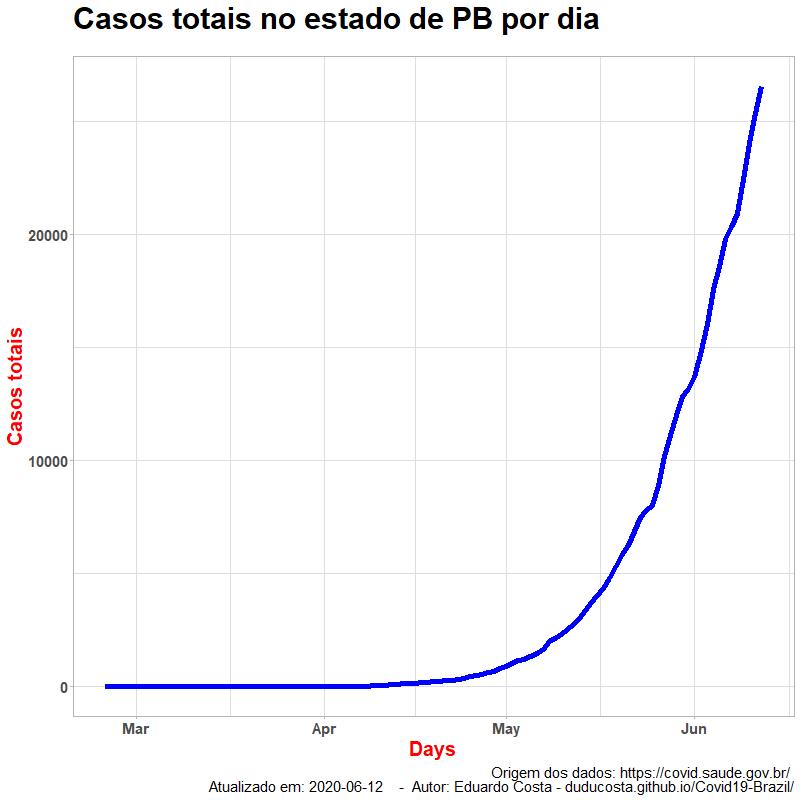 Casos totais no estado de PB por dia
Casos totais
20000
10000
0
Mar Apr May Jun
Days
Origem dos dados: https://covid.saude.gov.br/
Atualizado em: 2020-06-12 - Autor: Eduardo Costa - duducosta.github.io/Covid19-Brazil/